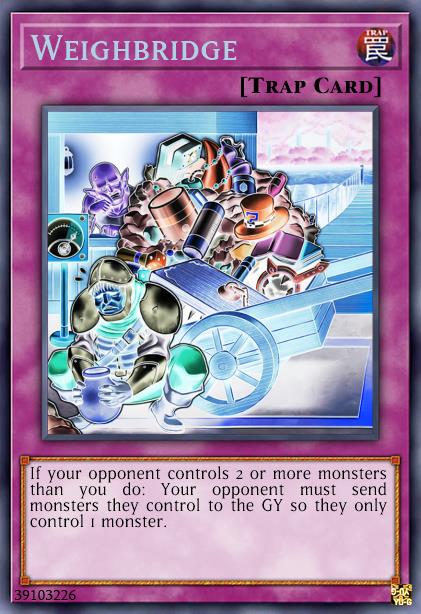 Weighbridge
TRAP
罠
[Trap Card]
If your opponent controls 2 or more monsters
than you do: Your opponent must send
monsters they control to the GY so they only
control 1 monster.
39103226